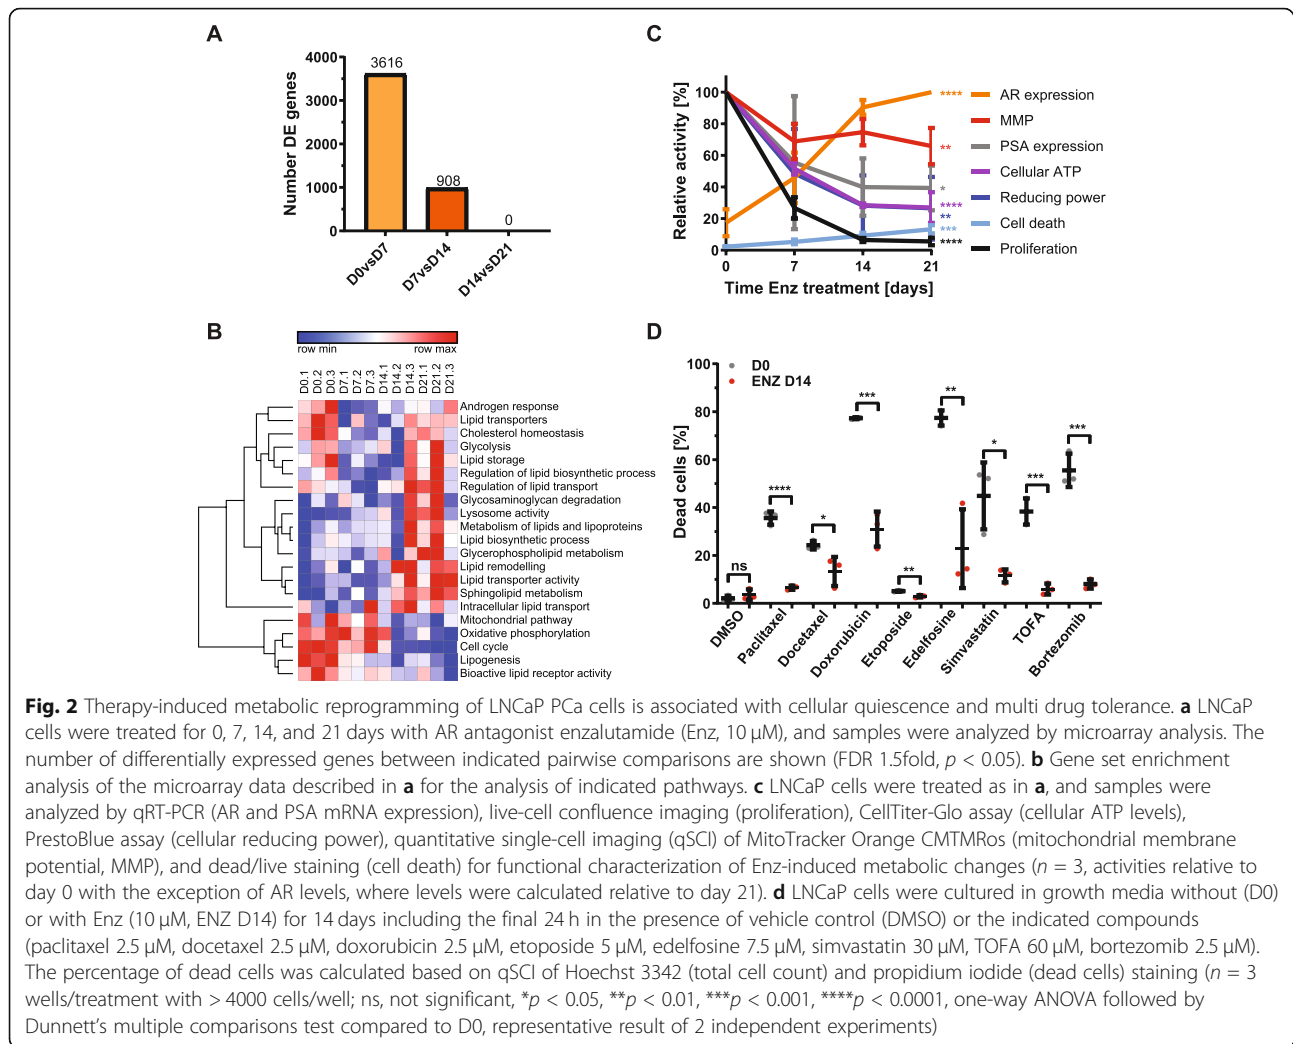 A
Number DE genes
4000
3000
2000
1000
0
3616
908
0
D0vsD7
D7vsD14
D14vsD21
C
Relative activity [%]
100
80
60
40
20
0
0 7 14 21
Time Enz treatment [days]
****
**
*
****
**
***
****
AR expression
MMP
PSA expression
Cellular ATP
Reducing power
Cell death
Proliferation
B
row min row max
D0.1 D0.2 D0.3 D7.1 D7.2 D7.3 D14.1 D14.2 D14.3 D21.1 D21.2 D21.3
Androgen response
Lipid transporters
Cholesterol homeostasis
Glycolysis
Lipid storage
Regulation of lipid biosynthetic process
Regulation of lipid transport
Glycosaminoglycan degradation
Lysosome activity
Metabolism of lipids and lipoproteins
Lipid biosynthetic process
Glycerophospholipid metabolism
Lipid remodelling
Lipid transporter activity
Sphingolipid metabolism
Intracellular lipid transport
Mitochondrial pathway
Oxidative phosphorylation
Cell cycle
Lipogenesis
Bioactive lipid receptor activity
D
Dead cells [%]
100
80
60
40
20
0
D0
ENZ D14
ns
****
*
***
**
**
*
***
***
DMSO
Paclitaxel
Docetaxel
Doxorubicin
Etoposide
Edelfosine
Simvastatin
TOFA
Bortezomib
Fig. 2 Therapy-induced metabolic reprogramming of LNCaP PCa cells is associated with cellular quiescence and multi drug tolerance. a LNCaP
cells were treated for 0, 7, 14, and 21 days with AR antagonist enzalutamide (Enz, 10 μM), and samples were analyzed by microarray analysis. The
number of differentially expressed genes between indicated pairwise comparisons are shown (FDR 1.5fold, p < 0.05). b Gene set enrichment
analysis of the microarray data described in a for the analysis of indicated pathways. c LNCaP cells were treated as in a, and samples were
analyzed by qRT-PCR (AR and PSA mRNA expression), live-cell confluence imaging (proliferation), CellTiter-Glo assay (cellular ATP levels),
PrestoBlue assay (cellular reducing power), quantitative single-cell imaging (qSCI) of MitoTracker Orange CMTMRos (mitochondrial membrane
potential, MMP), and dead/live staining (cell death) for functional characterization of Enz-induced metabolic changes (n = 3, activities relative to
day 0 with the exception of AR levels, where levels were calculated relative to day 21). d LNCaP cells were cultured in growth media without (D0)
or with Enz (10 μM, ENZ D14) for 14 days including the final 24 h in the presence of vehicle control (DMSO) or the indicated compounds
(paclitaxel 2.5 μM, docetaxel 2.5 μM, doxorubicin 2.5 μM, etoposide 5 μM, edelfosine 7.5 μM, simvastatin 30 μM, TOFA 60 μM, bortezomib 2.5 μM).
The percentage of dead cells was calculated based on qSCI of Hoechst 3342 (total cell count) and propidium iodide (dead cells) staining (n = 3
wells/treatment with > 4000 cells/well; ns, not significant, *p < 0.05, **p < 0.01, ***p < 0.001, ****p < 0.0001, one-way ANOVA followed by
Dunnett's multiple comparisons test compared to D0, representative result of 2 independent experiments)